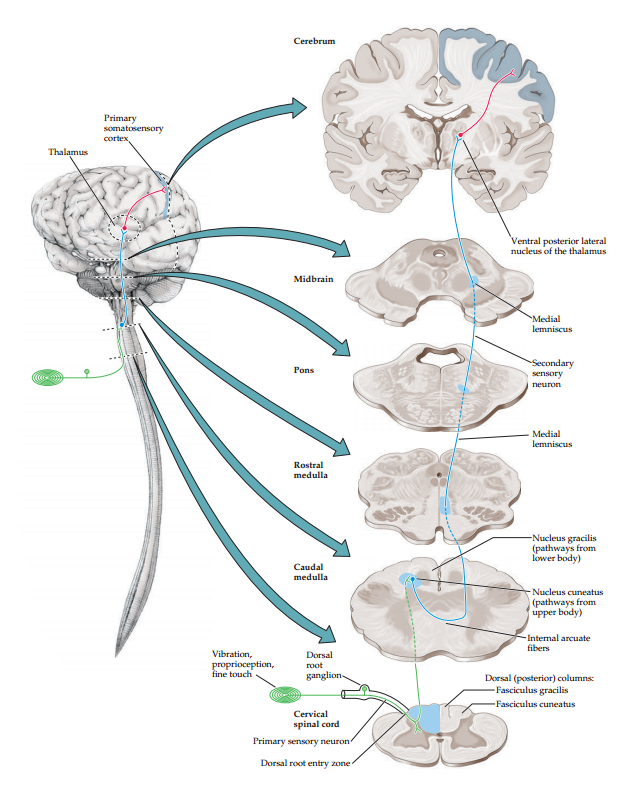 Cerebrum
Primary
somatosensory
cortex
Thalamus
Ventral posterior lateral
nucleus of the thalamus
Midbrain
Medial
lemniscus
Secondary
sensory
neuron
Pons
Medial
lemniscus
Rostral
medulla
Nucleus gracilis
(pathways from
lower body)
Caudal
medulla
Nucleus cuneatus
(pathways from
upper body)
Internal arcuate
fibers
Vibration,
proprioception,
fine touch
Dorsal
root
ganglion
Dorsal (posterior) columns:
Fasciculus gracilis
Fasciculus cuneatus
Cervical
spinal cord
Primary sensory neuron
Dorsal root entry zone